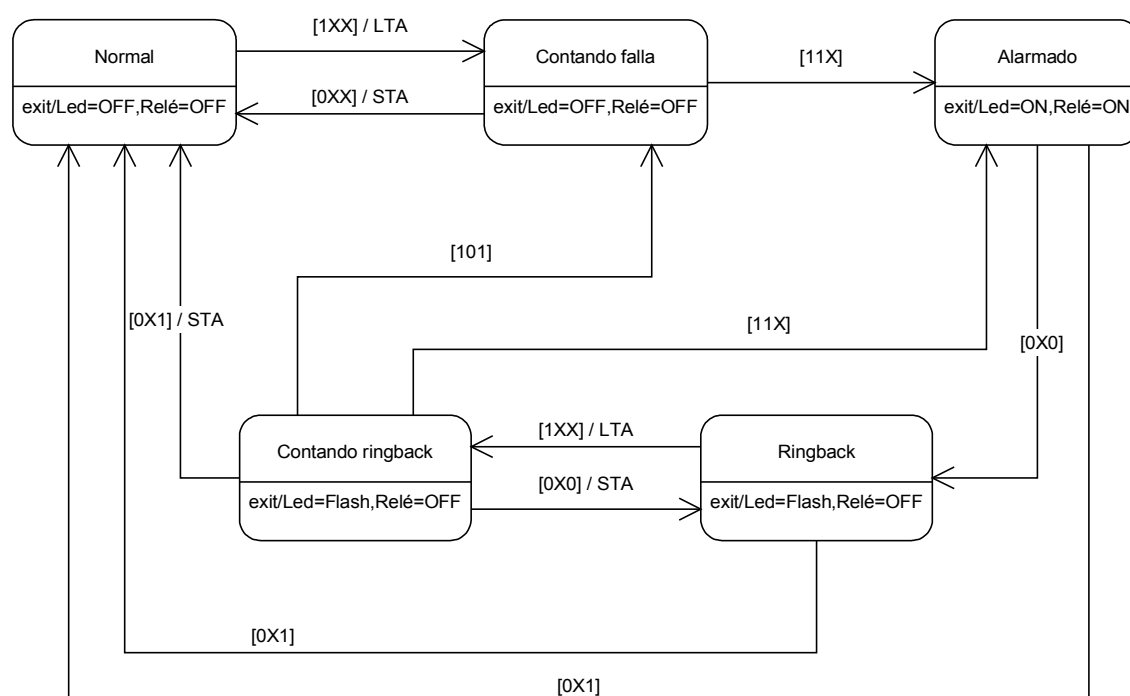 [1XX] / LTA
Normal
Contando falla
Alarmado
[11X]
exit/Led=OFF,Relé=OFF
[0XX] / STA
exit/Led=OFF,Relé=OFF
exit/Led=ON,Relé=ON
[101]
[0X1] / STA
[11X]
[0X0]
[1XX] / LTA
Contando ringback
Ringback
[0X0] / STA
exit/Led=Flash,Relé=OFF
exit/Led=Flash,Relé=OFF
[0X1]
[0X1]